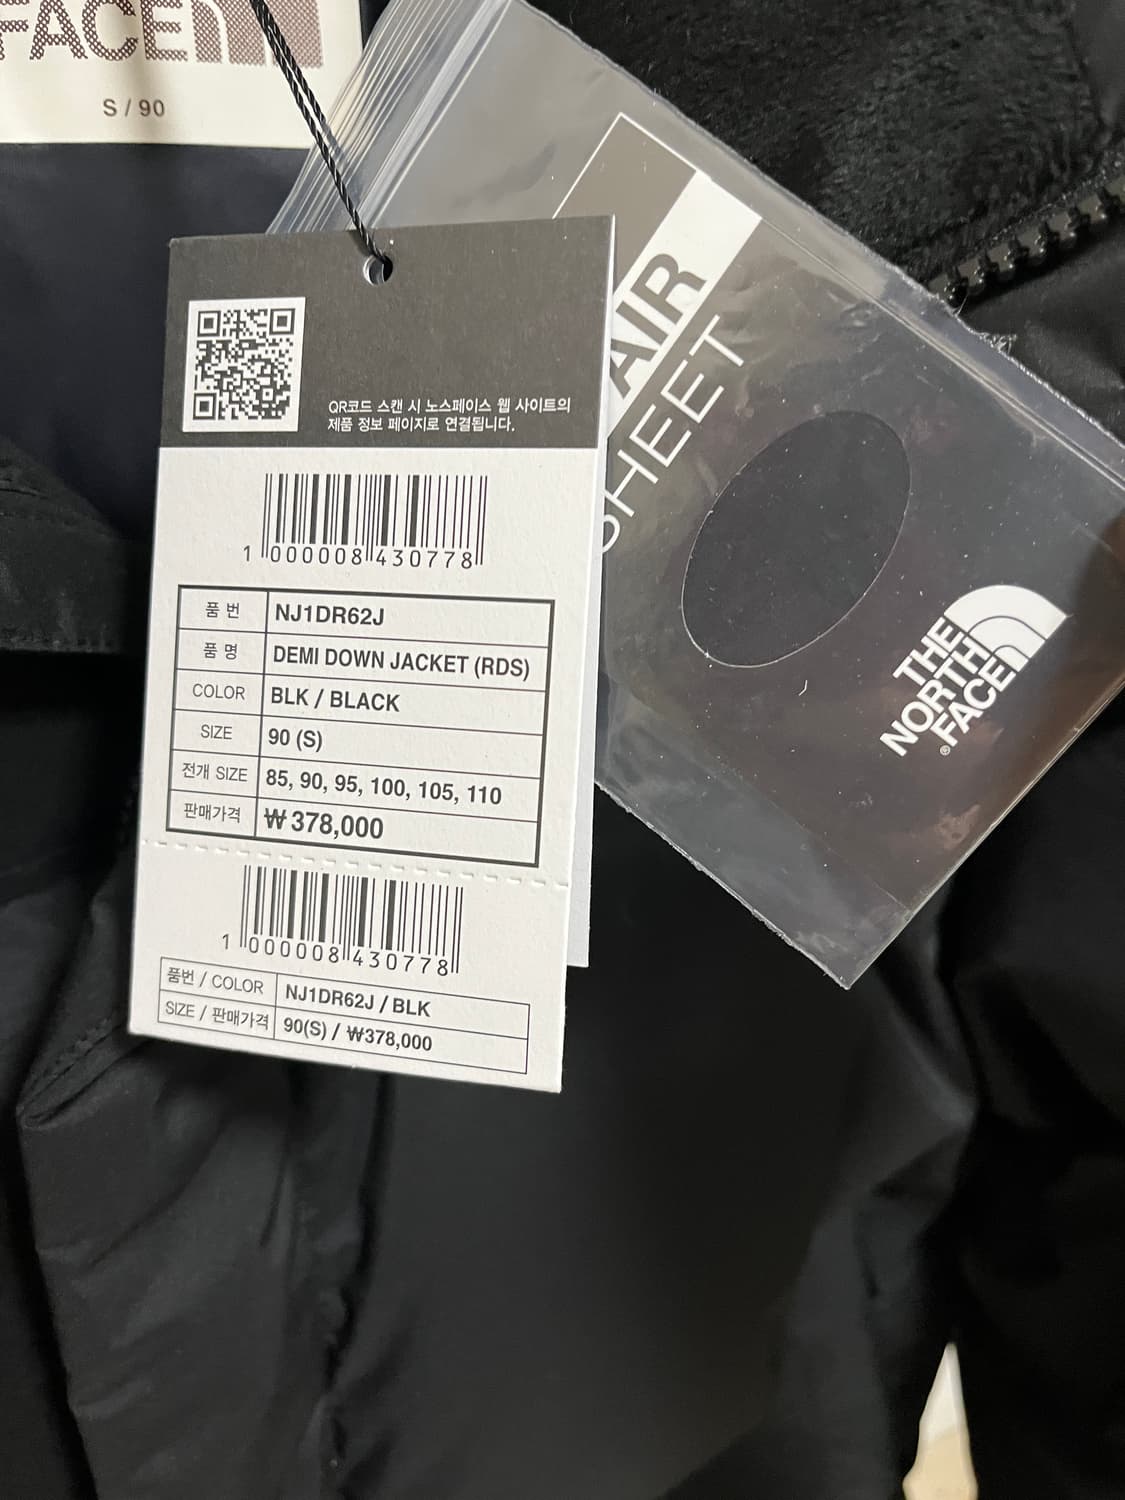 FACE
S / 90
QR코드 스캔 시 노스페이스 웹 사이트의
제품 정보 페이지로 연결됩니다.
1 000008 430778
품 번 NJ1DR62J
품 명 DEMI DOWN JACKET (RDS)
COLOR BLK / BLACK
SIZE 90 (S)
전개 SIZE 85, 90, 95, 100, 105, 110
판매가격 ₩ 378,000
1 000008 430778
품번 / COLOR NJ1DR62J / BLK
SIZE / 판매가격 90(S) / ₩378,000
AIR
SHEET
THE
NORTH
FACE®